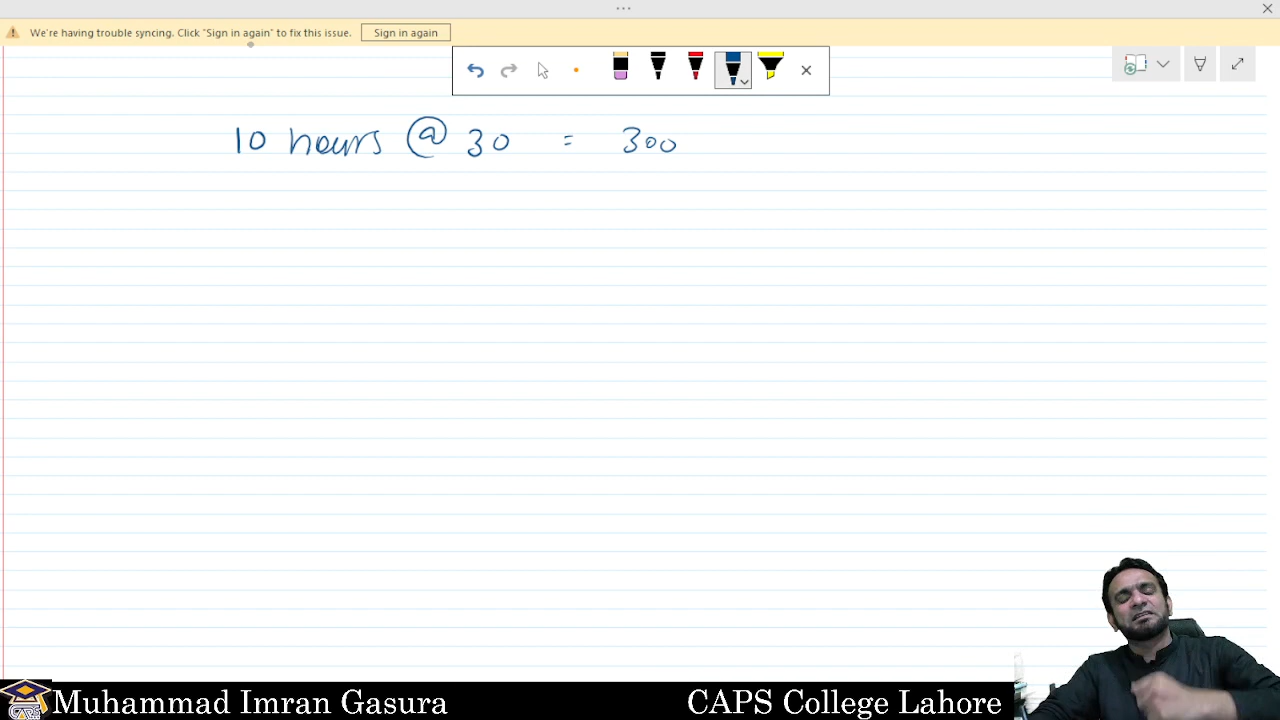 We're having trouble syncing. Click "Sign in again" to fix this issue. Sign in again
10 hours @ 30 = 300
Muhammad Imran Gasura CAPS College Lahore